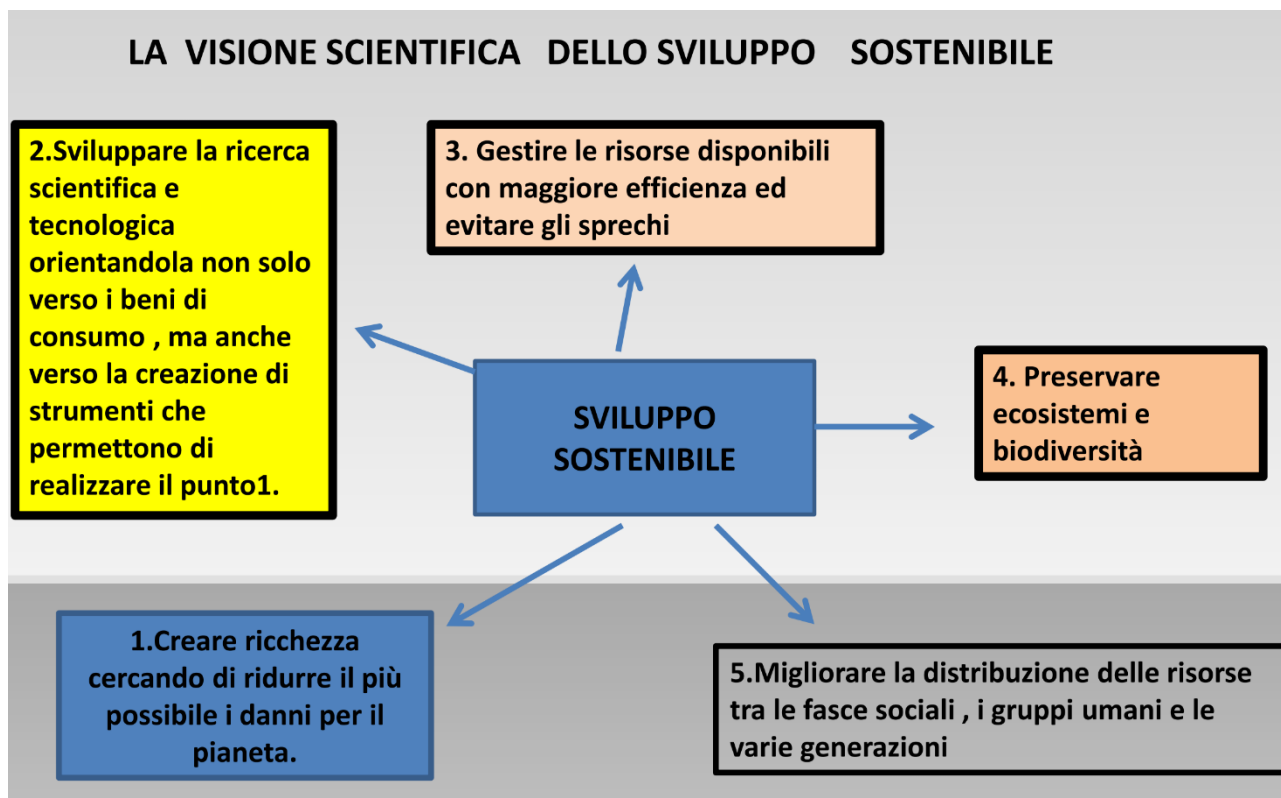 LA VISIONE SCIENTIFICA DELLO SVILUPPO SOSTENIBILE
2.Sviluppare la ricerca
scientifica e
tecnologica
orientandola non solo
verso i beni di
consumo , ma anche
verso la creazione di
strumenti che
permettono di
realizzare il punto1.
3. Gestire le risorse disponibili
con maggiore efficienza ed
evitare gli sprechi
SVILUPPO
SOSTENIBILE
4. Preservare
ecosistemi e
biodiversità
1.Creare ricchezza
cercando di ridurre il più
possibile i danni per il
pianeta.
5.Migliorare la distribuzione delle risorse
tra le fasce sociali , i gruppi umani e le
varie generazioni